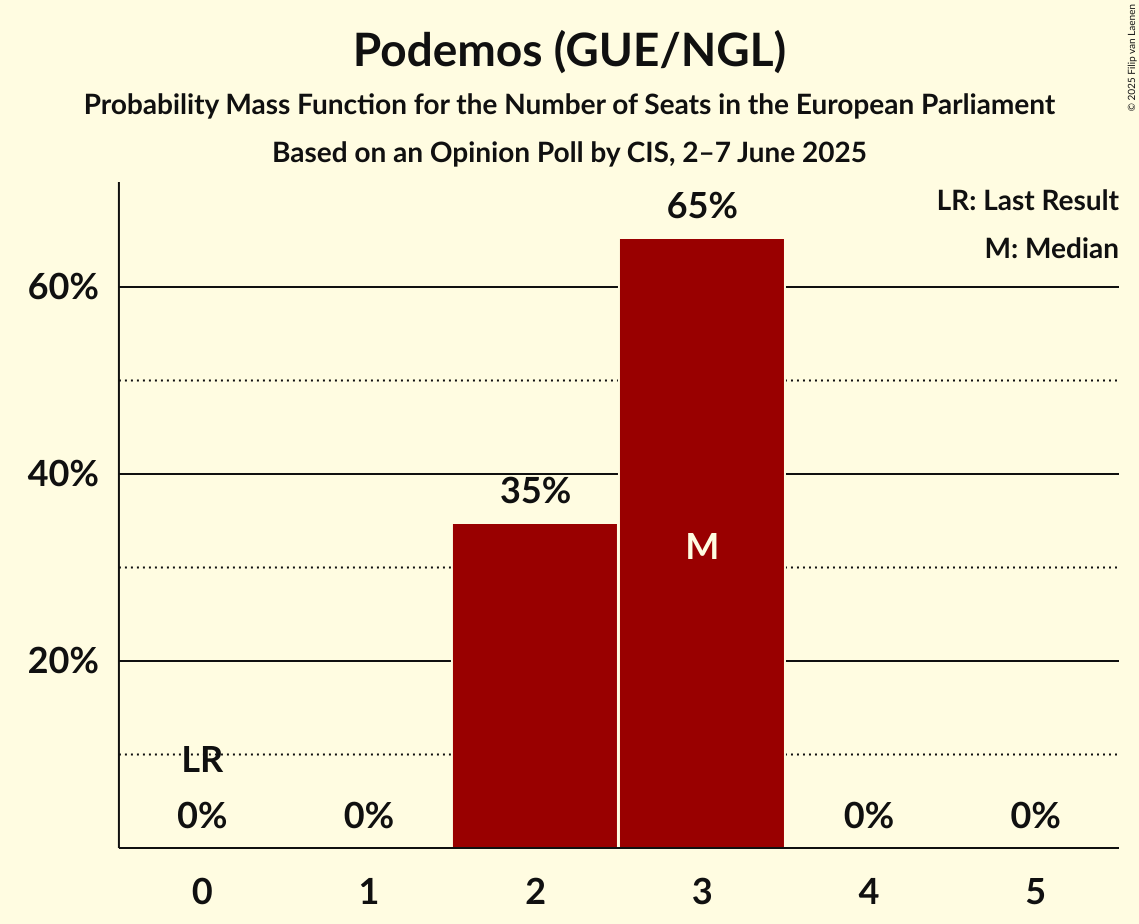 Podemos (GUE/NGL)
Probability Mass Function for the Number of Seats in the European Parliament
Based on an Opinion Poll by CIS, 2–7 June 2025
© 2025 Filip van Laenen
LR: Last Result
M: Median
65%
60%
40%
35%
M
20%
LR
0% 0% 0% 0%
0 1 2 3 4 5